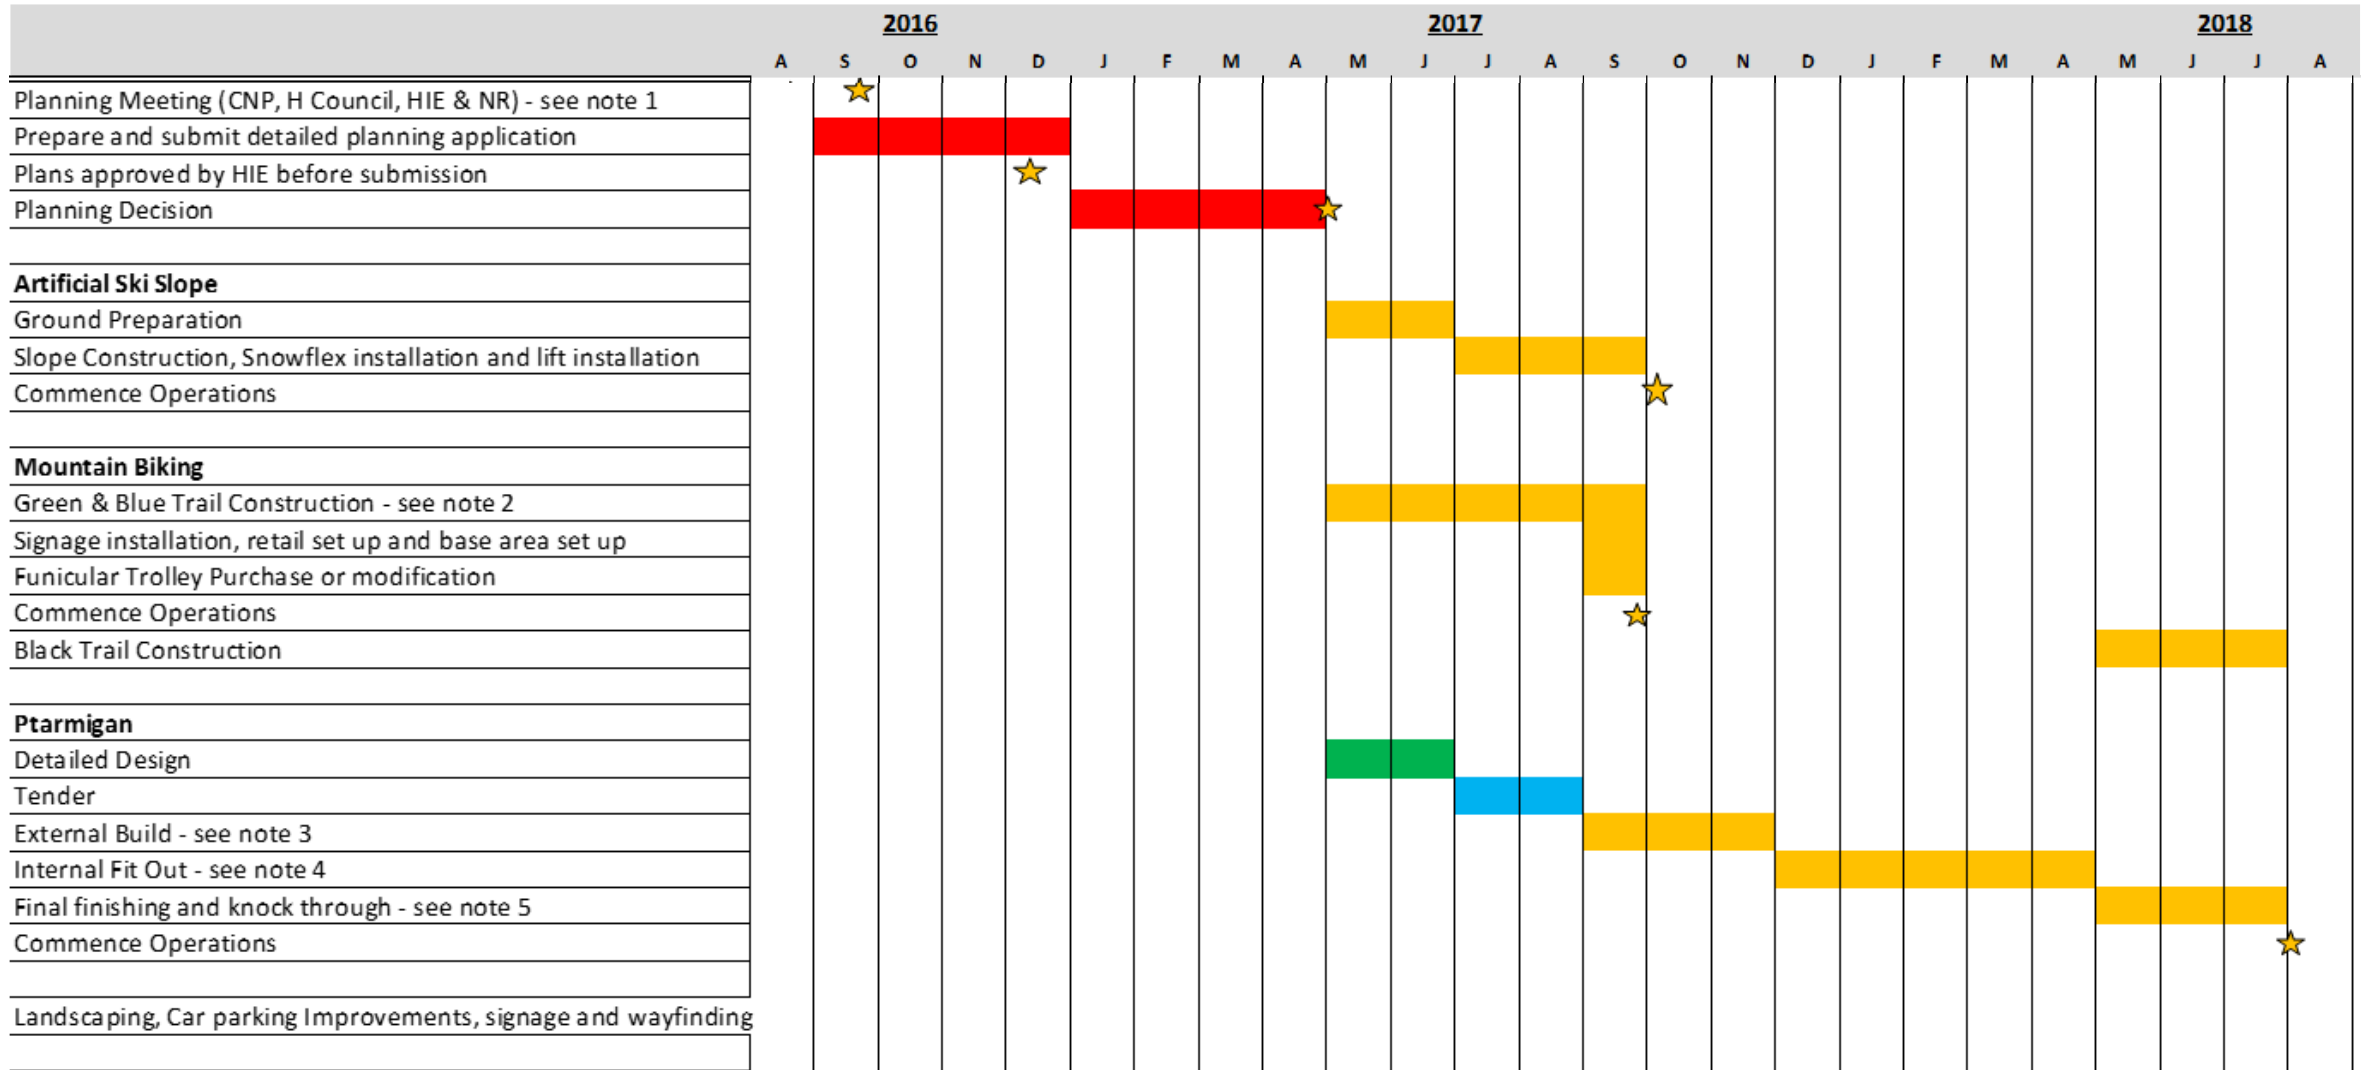 2016 2017 2018
A S O N D J F M A M J J A S O N D J F M A M J J A
Planning Meeting (CNP, H Council, HIE & NR) - see note 1
Prepare and submit detailed planning application
Plans approved by HIE before submission
Planning Decision
Artificial Ski Slope
Ground Preparation
Slope Construction, Snowflex installation and lift installation
Commence Operations
Mountain Biking
Green & Blue Trail Construction - see note 2
Signage installation, retail set up and base area set up
Funicular Trolley Purchase or modification
Commence Operations
Black Trail Construction
Ptarmigan
Detailed Design
Tender
External Build - see note 3
Internal Fit Out - see note 4
Final finishing and knock through - see note 5
Commence Operations
Landscaping, Car parking Improvements, signage and wayfinding